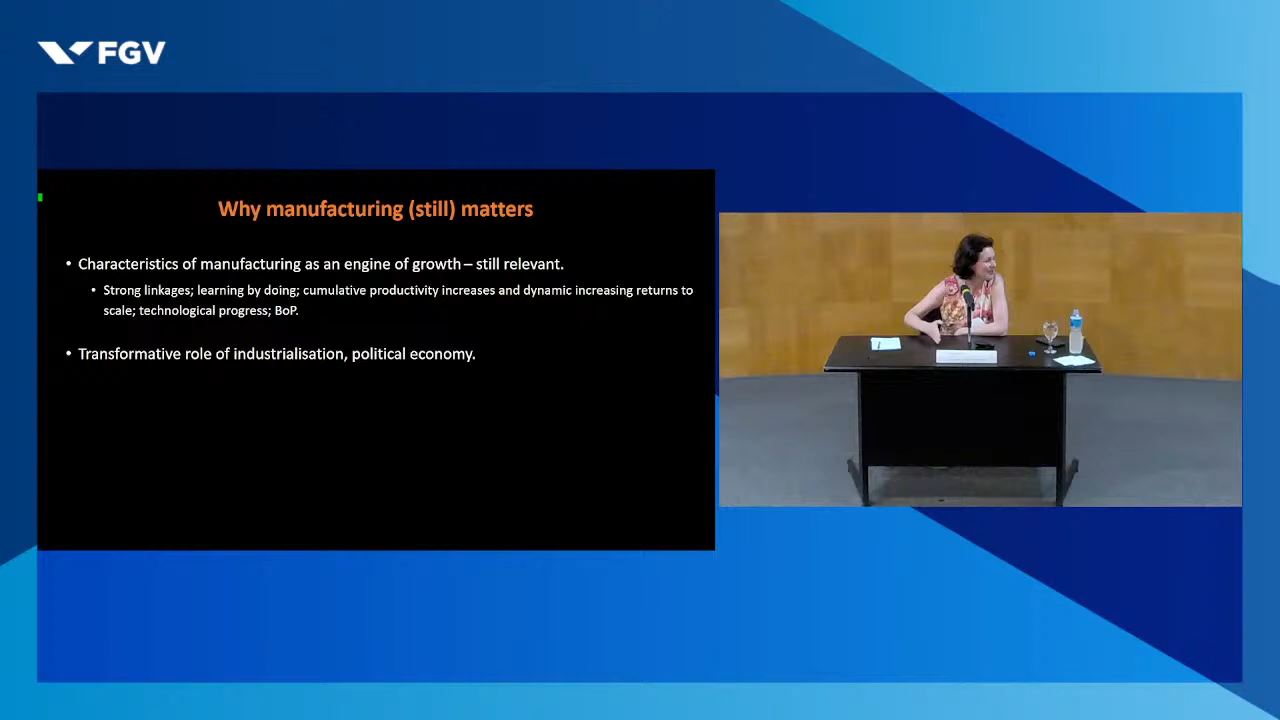 FGV
Why manufacturing (still) matters
• Characteristics of manufacturing as an engine of growth – still relevant.
• Strong linkages; learning by doing; cumulative productivity increases and dynamic increasing returns to
scale; technological progress; BoP.
• Transformative role of industrialisation, political economy.